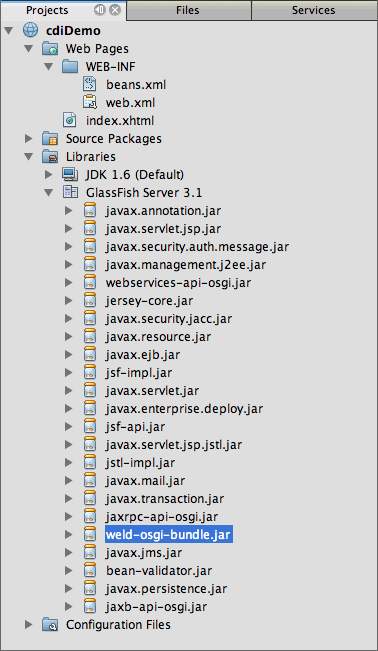 Projects
Files
Services
cdiDemo
Web Pages
WEB-INF
beans.xml
web.xml
index.xhtml
Source Packages
Libraries
JDK 1.6 (Default)
GlassFish Server 3.1
javax.annotation.jar
javax.servlet.jsp.jar
javax.security.auth.message.jar
javax.management.j2ee.jar
webservices-api-osgi.jar
jersey-core.jar
javax.security.jacc.jar
javax.resource.jar
javax.ejb.jar
jsf-impl.jar
javax.servlet.jar
javax.enterprise.deploy.jar
jsf-api.jar
javax.servlet.jsp.jstl.jar
jstl-impl.jar
javax.mail.jar
javax.transaction.jar
jaxrpc-api-osgi.jar
weld-osgi-bundle.jar
javax.jms.jar
bean-validator.jar
javax.persistence.jar
jaxb-api-osgi.jar
Configuration Files